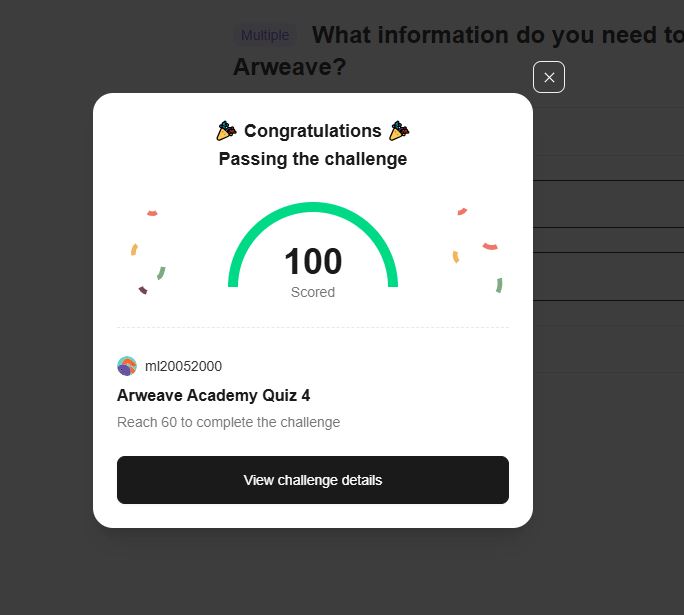 Multiple What information do you need to
Arweave?
Congratulations
Passing the challenge
100
Scored
ml20052000
Arweave Academy Quiz 4
Reach 60 to complete the challenge
View challenge details